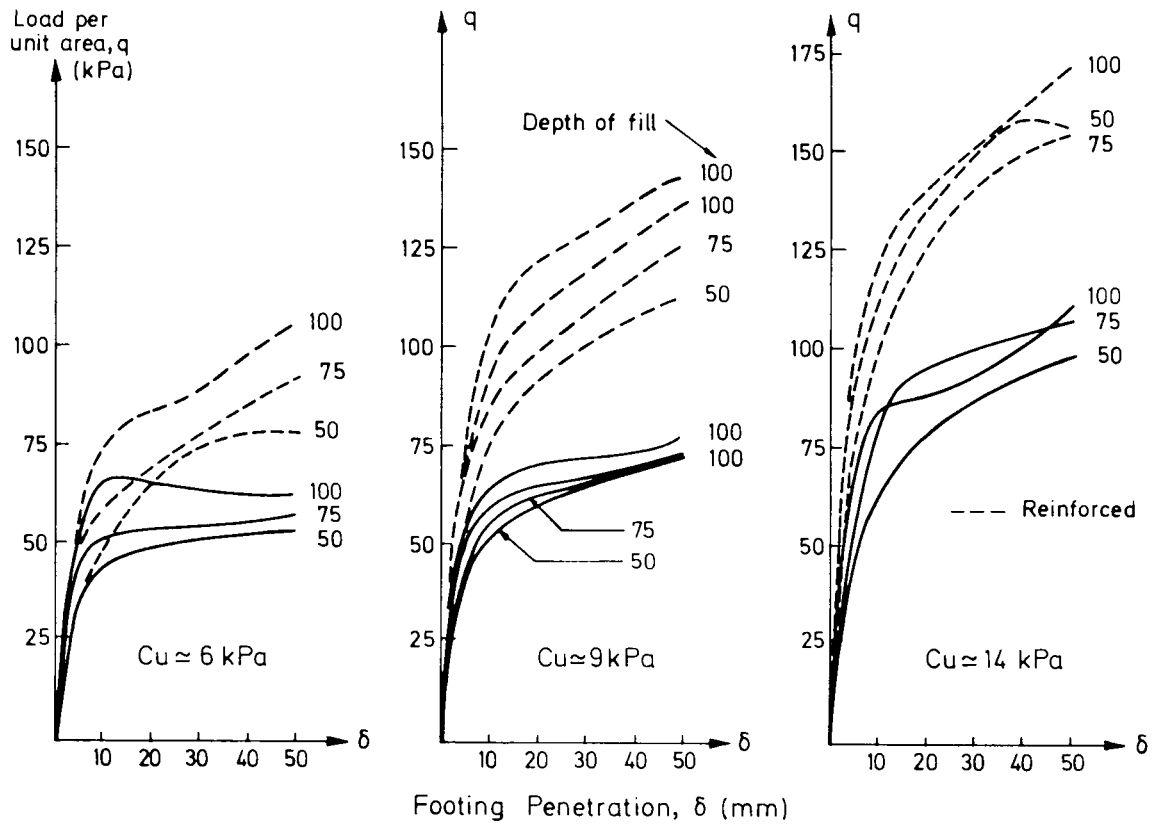 Load per
unit area, q
(kPa)
150
125
100
75
50
25
100
75
50
100
75
50
Cu ≃ 6 kPa
10 20 30 40 50 δ
q
Depth of fill
150
125
100
75
50
25
100
100
75
50
100
100
75
50
Cu≃9kPa
10 20 30 40 50 δ
q
175
150
125
100
75
50
25
100
50
75
100
75
50
---- Reinforced
Cu≃14 kPa
10 20 30 40 50 δ
Footing Penetration, δ (mm)